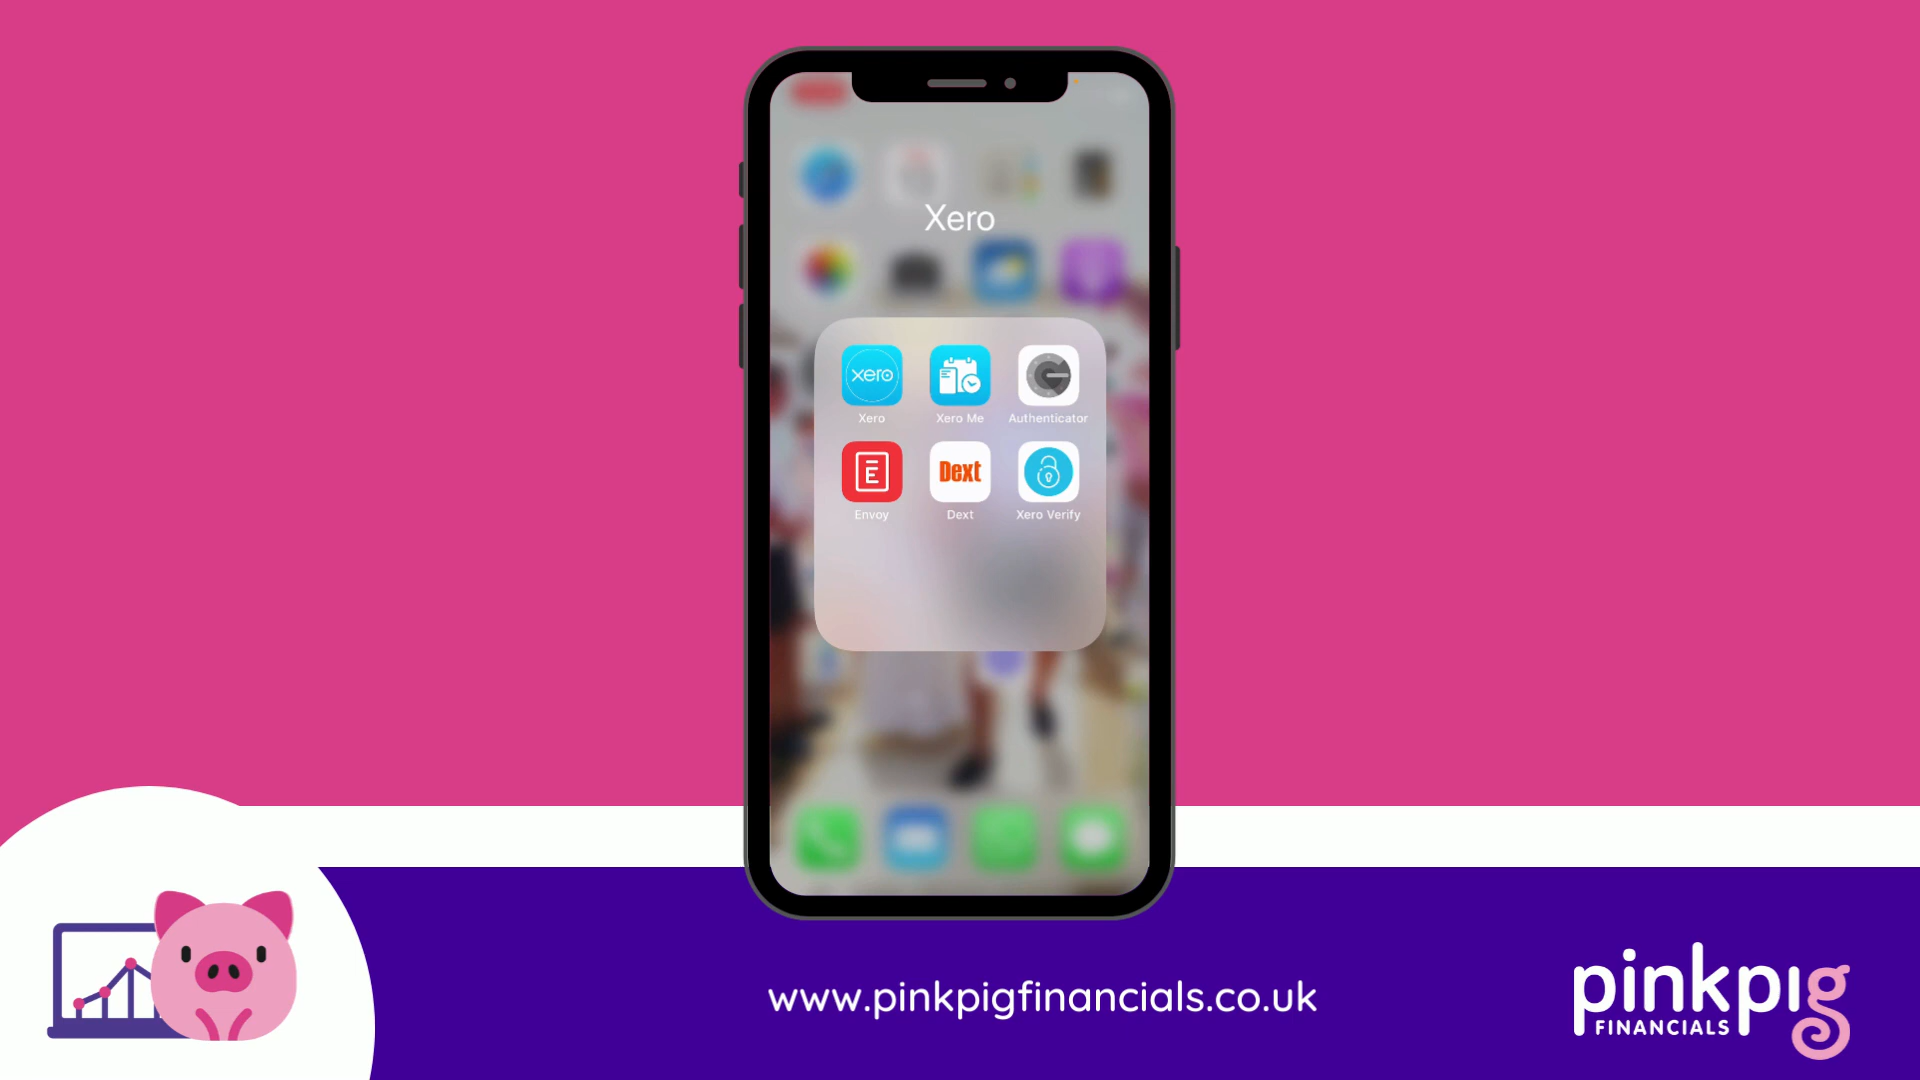 Xero
xero
Xero
Xero Me
Authenticator
E
Dext
Envoy
Dext
Xero Verify
www.pinkpigfinancials.co.uk
pinkpig
FINANCIALS